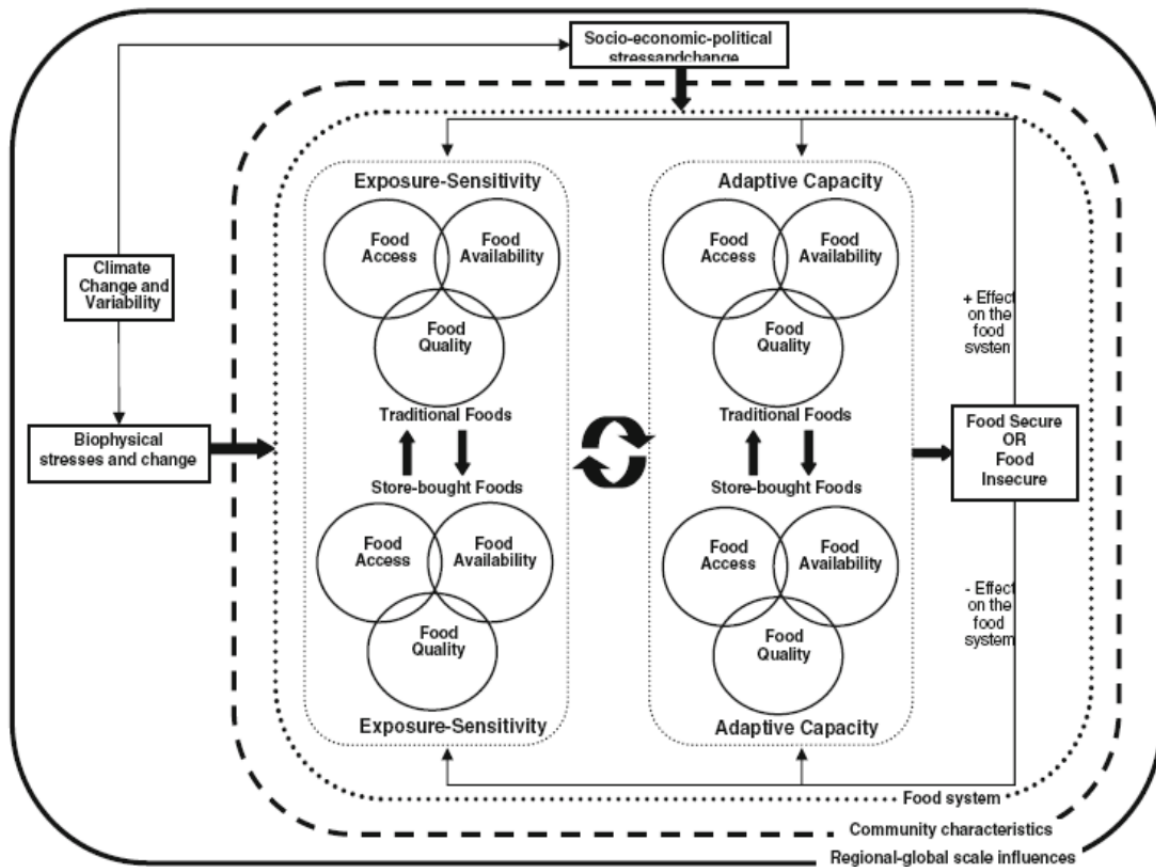 Socio-economic-political
stressandchange
Exposure-Sensitivity
Adaptive Capacity
Food
Access
Food
Availability
Food
Quality
Food
Access
Food
Availability
Food
Quality
Climate
Change and
Variability
+ Effect
on the
food
systen
Traditional Foods
Traditional Foods
Biophysical
stresses and change
Food Secure
OR
Food
Insecure
Store-bought Foods
Store-bought Foods
Food
Access
Food
Availability
Food
Quality
Food
Access
Food
Availability
Food
Quality
- Effect
on the
food
system
Exposure-Sensitivity
Adaptive Capacity
Food system
Community characteristics
Regional-global scale influences